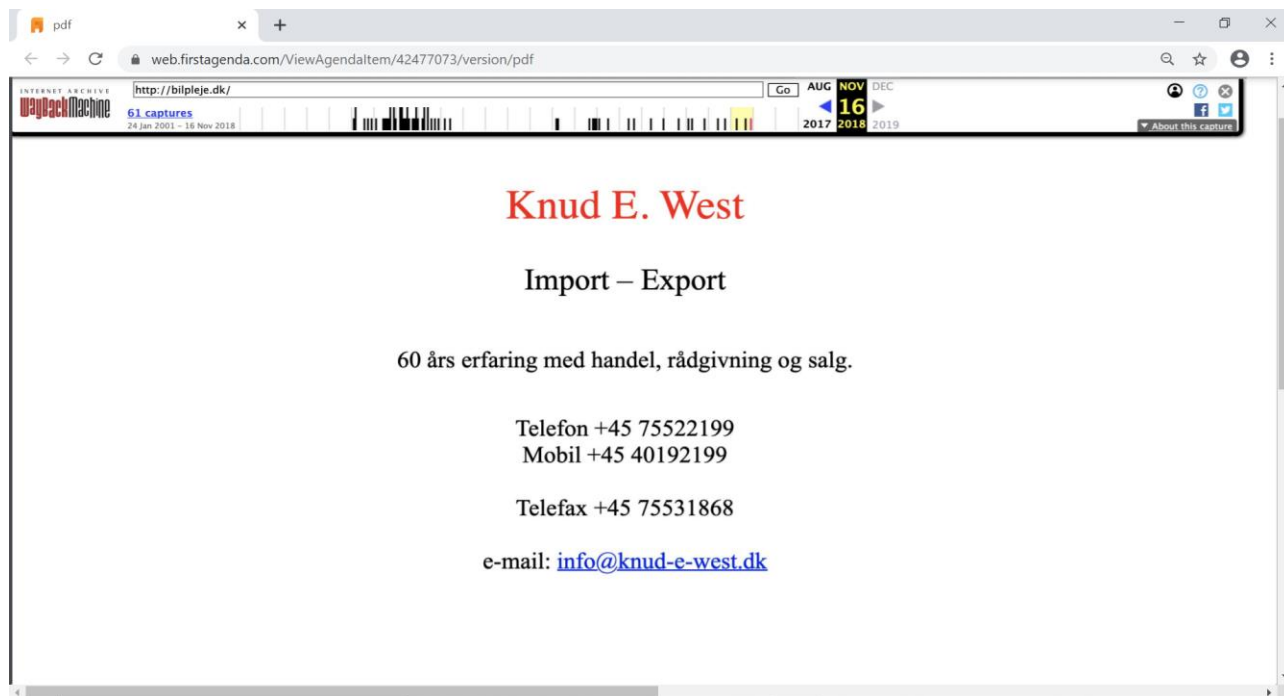 pdf
web.firstagenda.com/ViewAgendaItem/42477073/version/pdf
INTERNET ARCHIVE
WayBackMachine
http://bilpleje.dk/
Go
AUG NOV DEC
61 captures
16
24 Jan 2001 – 16 Nov 2018
2017 2018 2019
About this capture
Knud E. West
Import – Export
60 års erfaring med handel, rådgivning og salg.
Telefon +45 75522199
Mobil +45 40192199
Telefax +45 75531868
e-mail: info@knud-e-west.dk